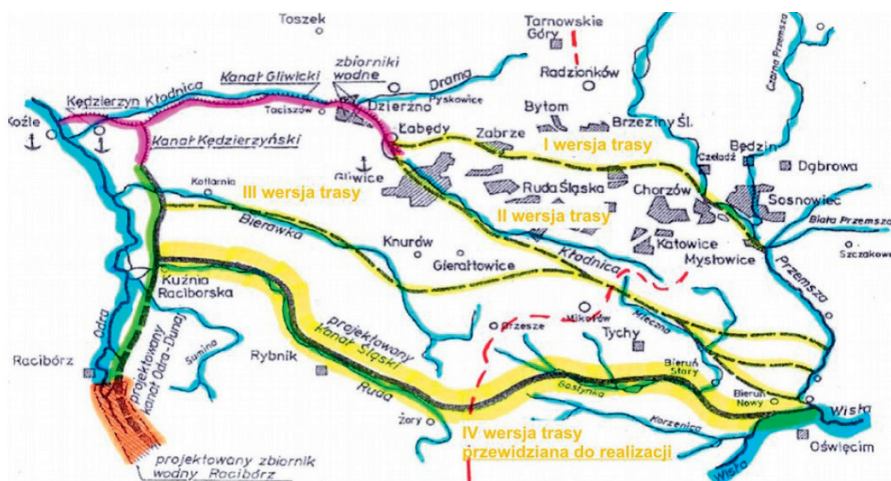 Toszek
Tarnowskie
Góry
Radzionków
zbiorniki
wodne
Kanał Gliwicki
Drama
Dzierżno
Pyskowice
Czarna Przemsza
Kędzierzyn
Kłodnica
Taciszów
Koźle
Bytom
Brzeziny Śl.
Łabędy
Zabrze
I wersja trasy
Będzin
Kanał Kędzierzyński
Czeladź
Dąbrowa
Kotlarnia
III wersja trasy
Gliwice
Ruda Śląska
Chorzów
Sosnowiec
II wersja trasy
Biała Przemsza
Bierawka
Katowice
Knurów
Kłodnica
Mysłowice
Szczakowa
Gierałtowice
Przemsza
Kuźnia
Raciborska
Odra
projektowany
Kanał Śląski
Orzesze
Mikołów
Mleczna
Tychy
Racibórz
projektowany
kanał Odra-Dunaj
Sumina
Rybnik
Bieruń
Stary
Gostynka
Ruda
Bieruń
Nowy
Żory
Korzenica
Wisła
IV wersja trasy
przewidziana do realizacji
Oświęcim
Wisła
projektowany zbiornik
wodny Racibórz